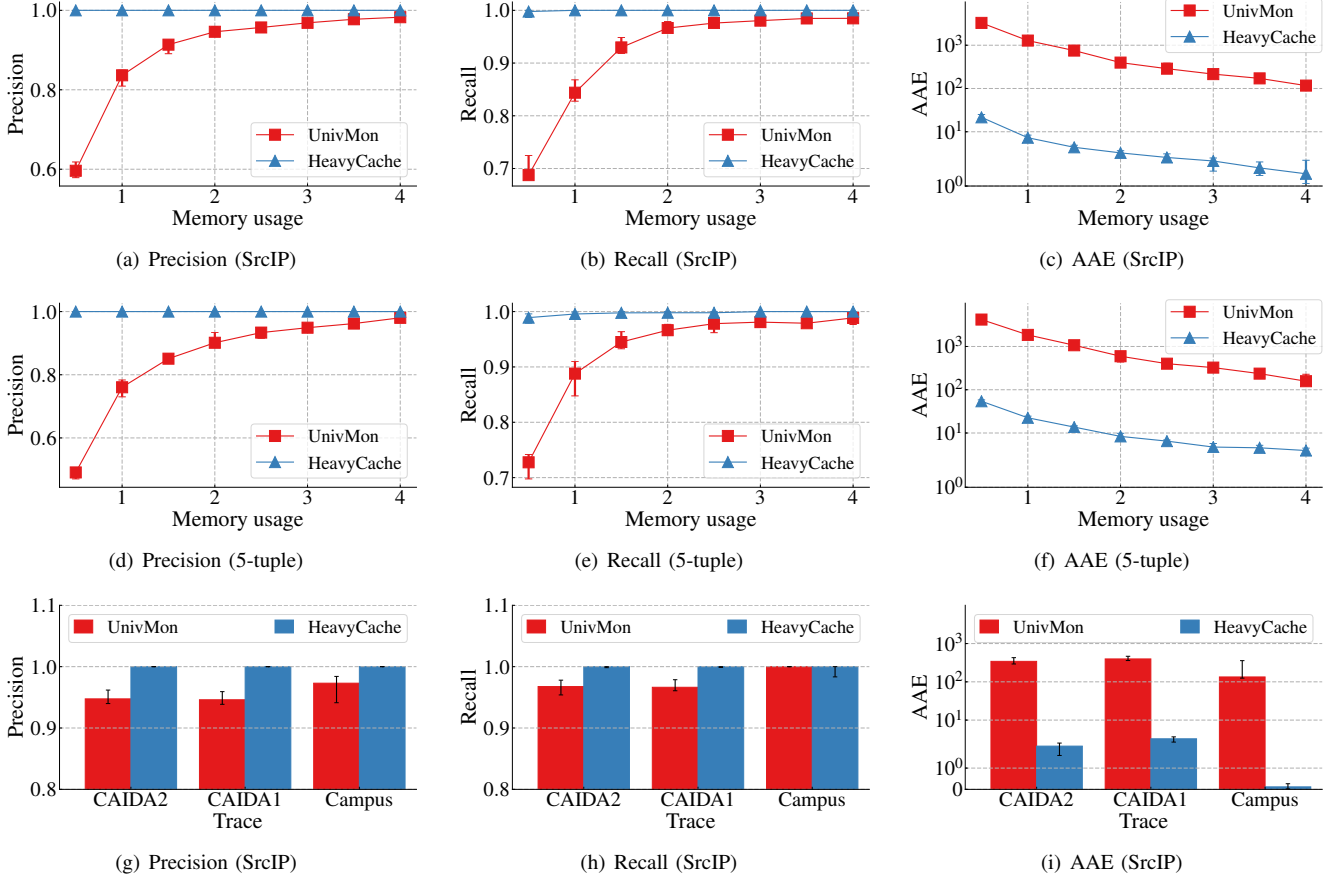 1.0
0.8
0.6
Precision
UnivMon
HeavyCache
1 2 3 4
Memory usage
(a) Precision (SrcIP)
1.0
0.9
0.8
0.7
Recall
UnivMon
HeavyCache
1 2 3 4
Memory usage
(b) Recall (SrcIP)
10³
10²
10¹
10⁰
AAE
UnivMon
HeavyCache
1 2 3 4
Memory usage
(c) AAE (SrcIP)
1.0
0.8
0.6
Precision
UnivMon
HeavyCache
1 2 3 4
Memory usage
(d) Precision (5-tuple)
1.0
0.9
0.8
0.7
Recall
UnivMon
HeavyCache
1 2 3 4
Memory usage
(e) Recall (5-tuple)
10³
10²
10¹
10⁰
AAE
UnivMon
HeavyCache
1 2 3 4
Memory usage
(f) AAE (5-tuple)
1.1
1.0
0.9
0.8
Precision
UnivMon HeavyCache
CAIDA2 CAIDA1 Campus
Trace
(g) Precision (SrcIP)
1.1
1.0
0.9
0.8
Recall
UnivMon HeavyCache
CAIDA2 CAIDA1 Campus
Trace
(h) Recall (SrcIP)
10³
10²
10¹
10⁰
0
AAE
UnivMon HeavyCache
CAIDA2 CAIDA1 Campus
Trace
(i) AAE (SrcIP)